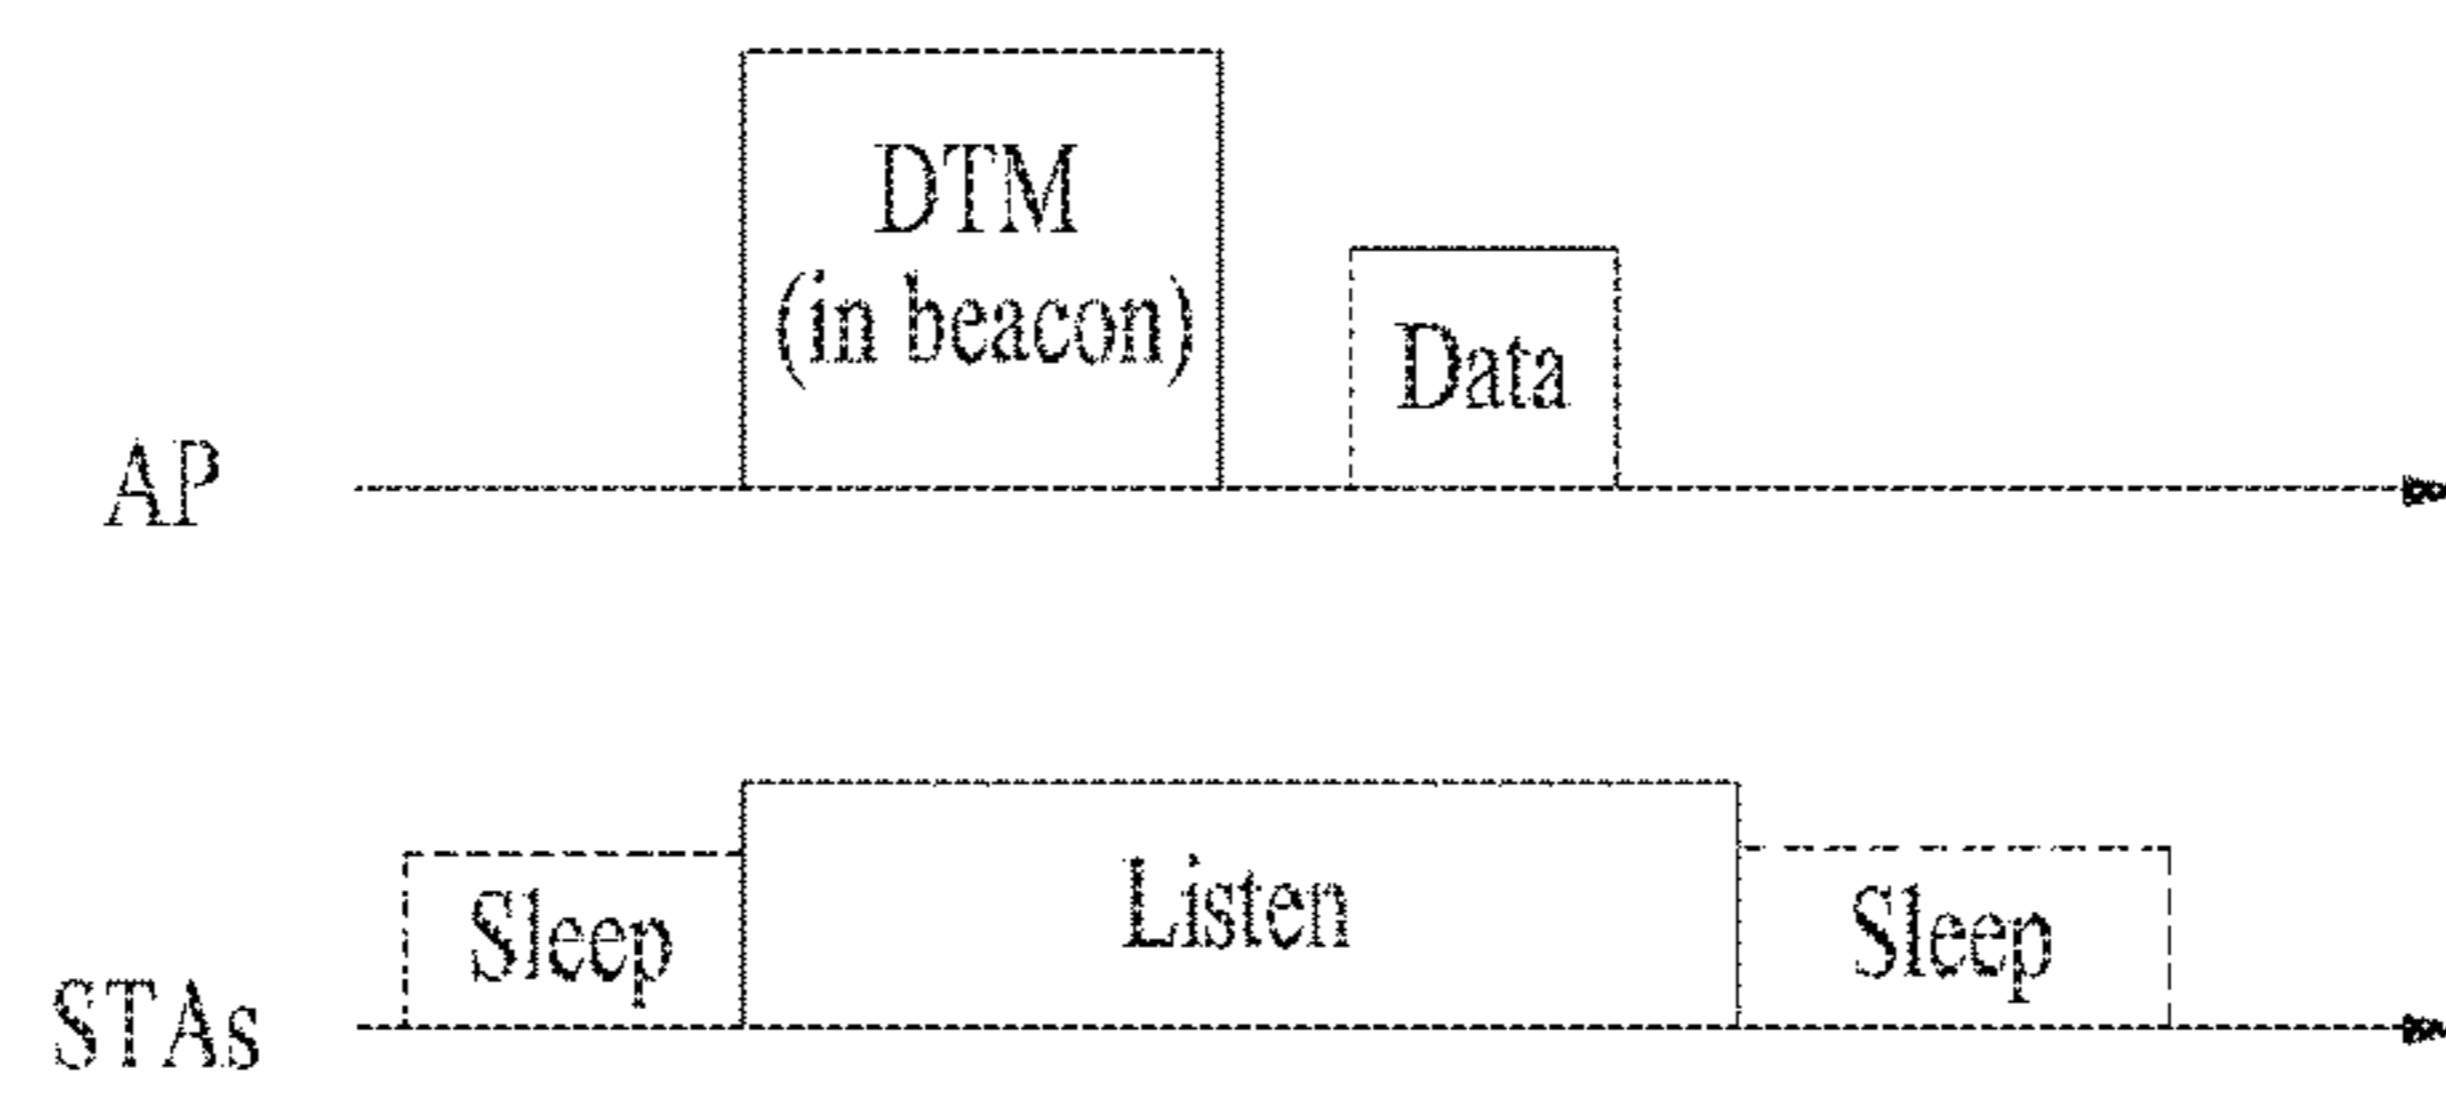 DTM
(in beacon)
Data
AP
Sleep
Listen
Sleep
STAs